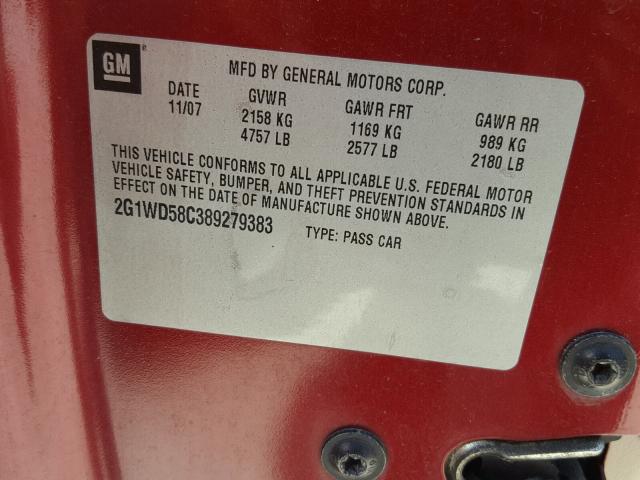 GM
MFD BY GENERAL MOTORS CORP.
DATE GVWR GAWR FRT GAWR RR
11/07 2158 KG 1169 KG 989 KG
4757 LB 2577 LB 2180 LB
THIS VEHICLE CONFORMS TO ALL APPLICABLE U.S. FEDERAL MOTOR
VEHICLE SAFETY, BUMPER, AND THEFT PREVENTION STANDARDS IN
EFFECT ON THE DATE OF MANUFACTURE SHOWN ABOVE.
2G1WD58C389279383 TYPE: PASS CAR